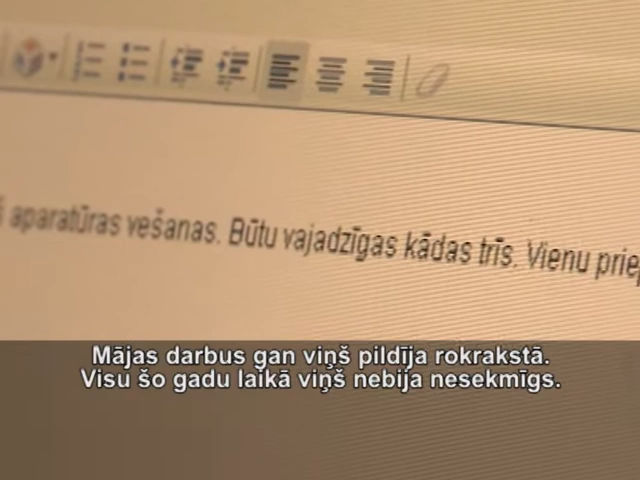 aparatūras vešanas. Būtu vajadzīgas kādas trīs. Vienu
Mājas darbus gan viņš pildīja rokrakstā.
Visu šo gadu laikā viņš nebija nesekmīgs.